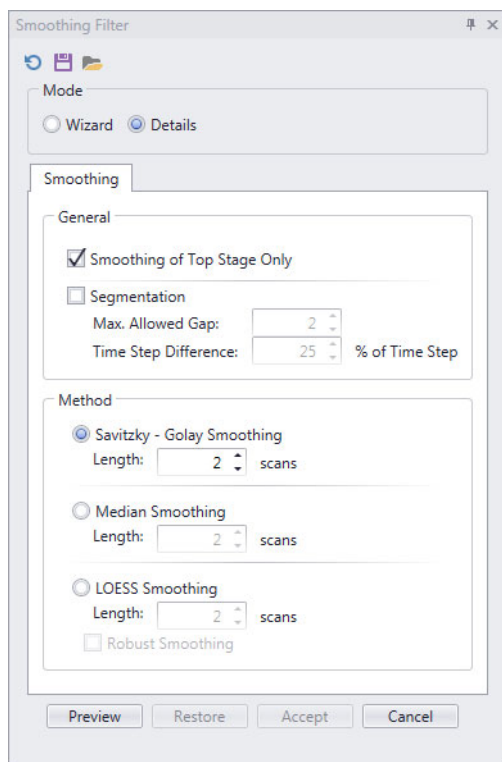 Smoothing Filter
Mode
Wizard Details
Smoothing
General
Smoothing of Top Stage Only
Segmentation
Max. Allowed Gap: 2
Time Step Difference: 25 % of Time Step
Method
Savitzky - Golay Smoothing
Length: 2 scans
Median Smoothing
Length: 2 scans
LOESS Smoothing
Length: 2 scans
Robust Smoothing
Preview Restore Accept Cancel